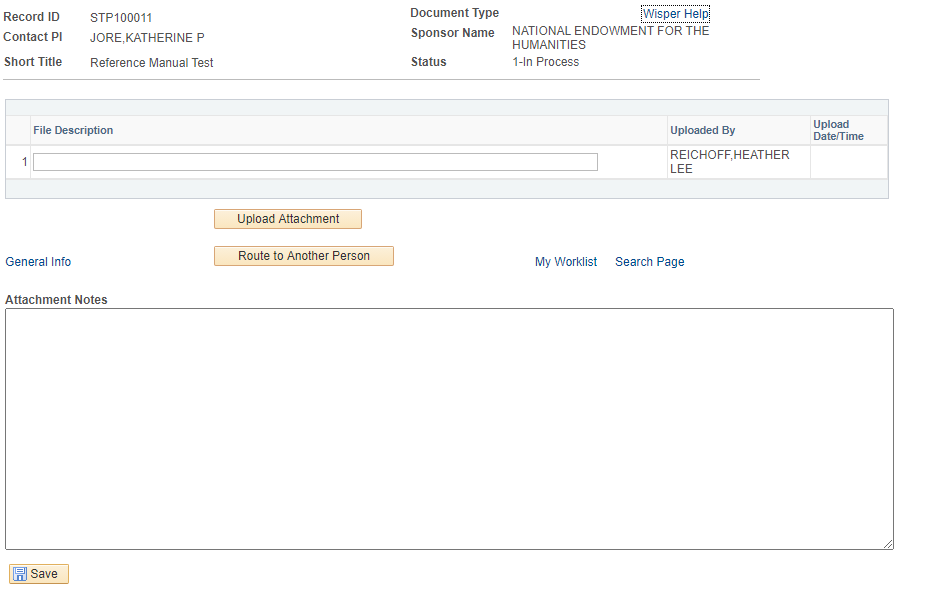 Record ID STP100011 Document Type Wisper Help
Contact PI JORE,KATHERINE P Sponsor Name NATIONAL ENDOWMENT FOR THE
HUMANITIES
Short Title Reference Manual Test Status 1-In Process
File Description Uploaded By Upload
Date/Time
1 REICHOFF,HEATHER
LEE
Upload Attachment
General Info Route to Another Person My Worklist Search Page
Attachment Notes
Save